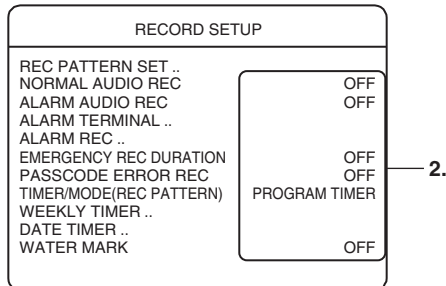 RECORD SETUP
REC PATTERN SET ..
NORMAL AUDIO REC OFF
ALARM AUDIO REC OFF
ALARM TERMINAL ..
ALARM REC ..
EMERGENCY REC DURATION OFF
PASSCODE ERROR REC OFF
2.
TIMER/MODE(REC PATTERN) PROGRAM TIMER
WEEKLY TIMER ..
DATE TIMER ..
WATER MARK OFF